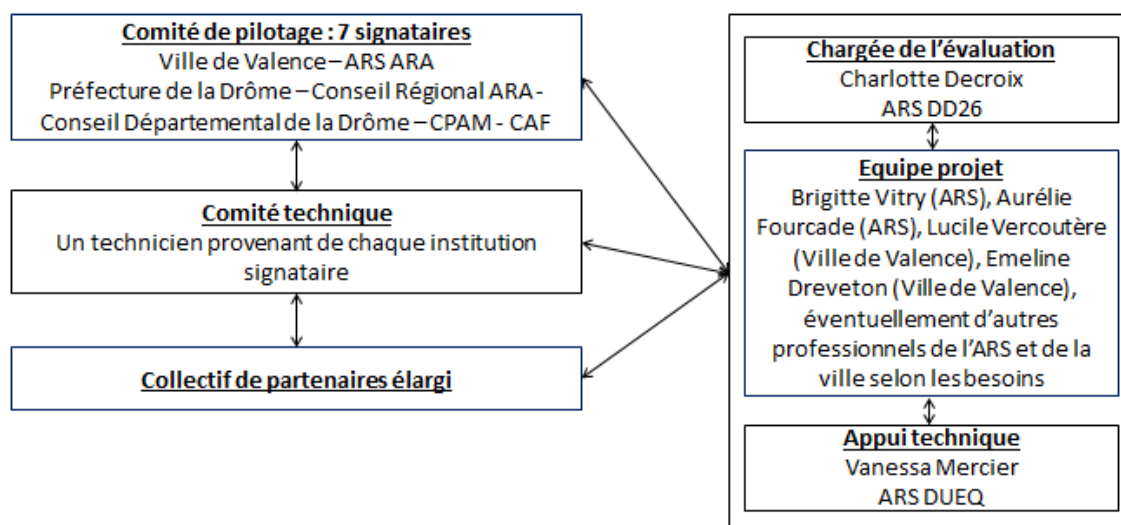 Comité de pilotage : 7 signataires
Ville de Valence – ARS ARA
Préfecture de la Drôme – Conseil Régional ARA -
Conseil Départemental de la Drôme – CPAM - CAF
Comité technique
Un technicien provenant de chaque institution
signataire
Collectif de partenaires élargi
Chargée de l’évaluation
Charlotte Decroix
ARS DD26
Equipe projet
Brigitte Vitry (ARS), Aurélie
Fourcade (ARS), Lucile Vercoutère
(Ville de Valence), Emeline
Dreveton (Ville de Valence),
éventuellement d’autres
professionnels de l’ARS et de la
ville selon les besoins
Appui technique
Vanessa Mercier
ARS DUEQ